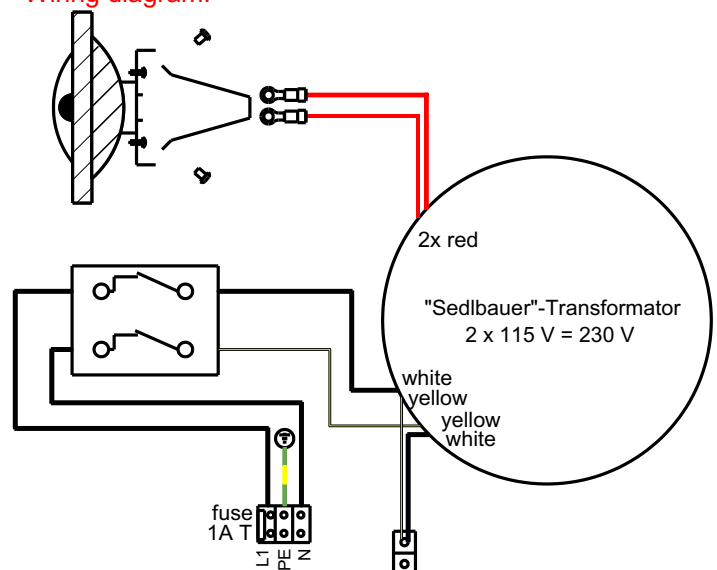 Wiring diagram:
2x red
"Sedlbauer"-Transformator
2 x 115 V = 230 V
white
yellow
yellow
white
fuse
1A T
L1
PE
N